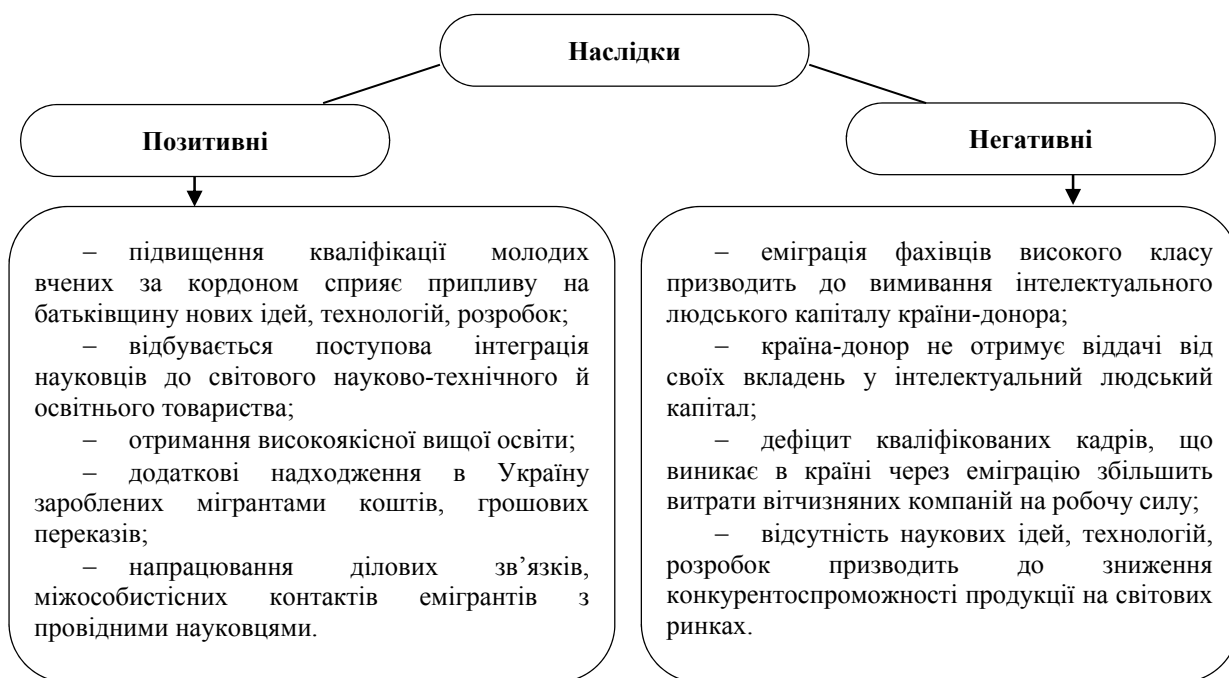 Наслідки
Позитивні
Негативні
– підвищення кваліфікації молодих
вчених за кордоном сприяє припливу на
батьківщину нових ідей, технологій, розробок;
– відбувається поступова інтеграція
науковців до світового науково-технічного й
освітнього товариства;
– отримання високоякісної вищої освіти;
– додаткові надходження в Україну
зароблених мігрантами коштів, грошових
переказів;
– напрацювання ділових зв’язків,
міжособистісних контактів емігрантів з
провідними науковцями.
– еміграція фахівців високого класу
призводить до вимивання інтелектуального
людського капіталу країни-донора;
– країна-донор не отримує віддачі від
своїх вкладень у інтелектуальний людський
капітал;
– дефіцит кваліфікованих кадрів, що
виникає в країні через еміграцію збільшить
витрати вітчизняних компаній на робочу силу;
– відсутність наукових ідей, технологій,
розробок призводить до зниження
конкурентоспроможності продукції на світових
ринках.